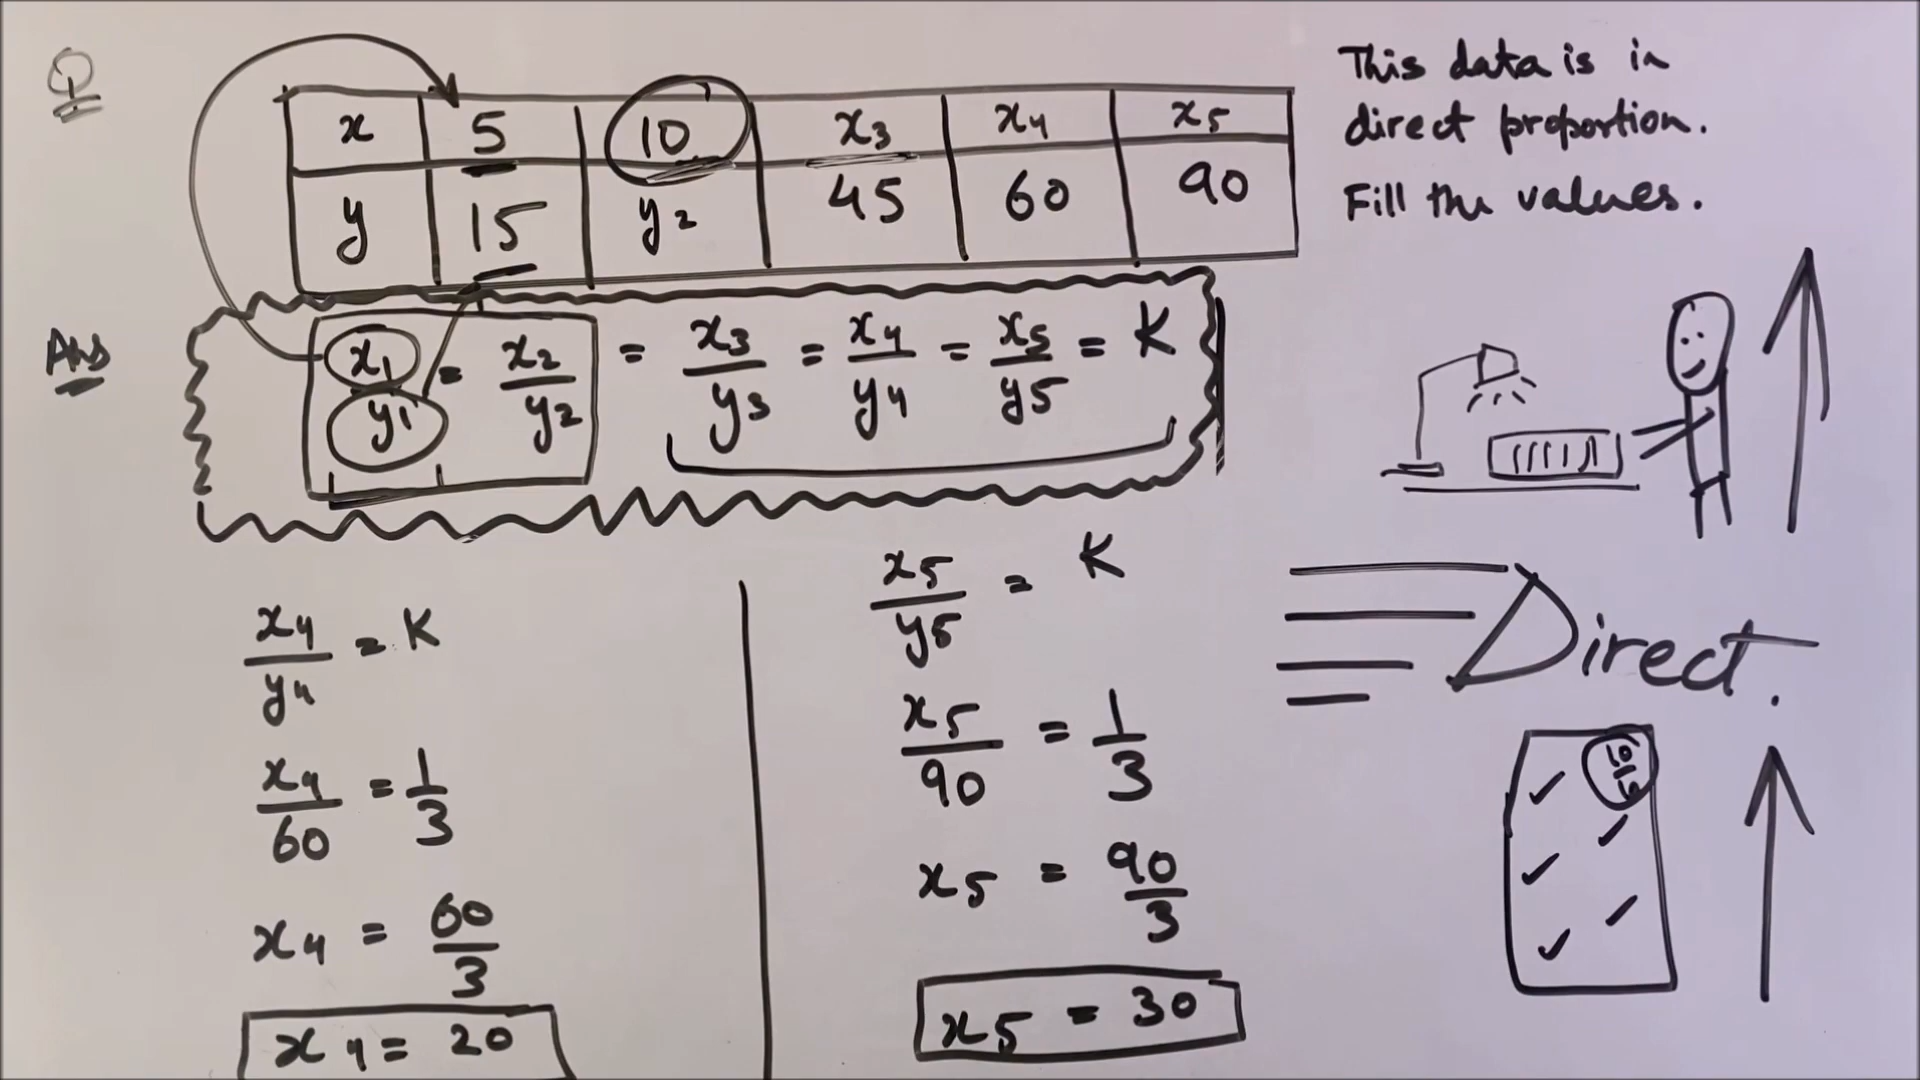 Q
x 5 10 x3 x4 x5
y 15 y2 45 60 90
This data is in
direct proportion.
Fill the values.
Ans
x1/y1 = x2/y2 = x3/y3 = x4/y4 = x5/y5 = K
x4/y4 = K
x4/60 = 1/3
x4 = 60/3
x4 = 20
x5/y5 = K
x5/90 = 1/3
x5 = 90/3
x5 = 30
Direct.
10/10